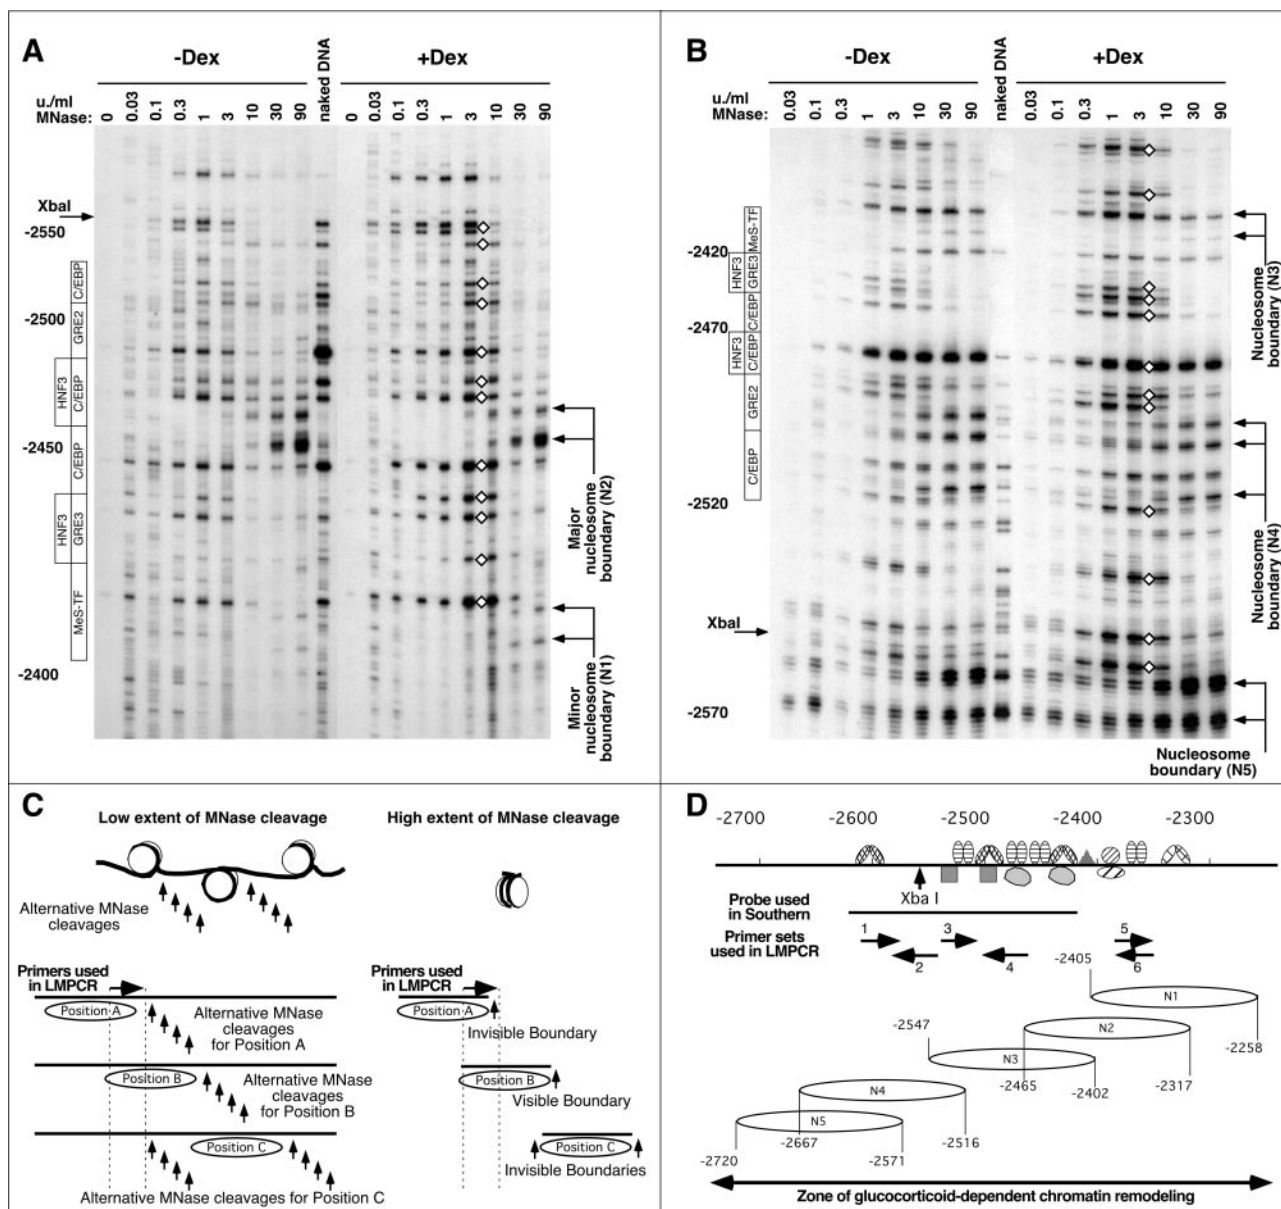 A
-Dex
naked DNA
+Dex
u./ml
MNase:
0
0.03
0.1
0.3
1
3
10
30
90
0
0.03
0.1
0.3
1
3
10
30
90
XbaI
-2550
-2500
-2450
-2400
C/EBP
GRE2
HNF3
C/EBP
C/EBP
HNF3
GRE3
MeS-TF
Major
nucleosome
boundary (N2)
Minor
nucleosome
boundary (N1)
B
-Dex
naked DNA
+Dex
u./ml
MNase:
0.03
0.1
0.3
1
3
10
30
90
0.03
0.1
0.3
1
3
10
30
90
MeS-TF
-2420
HNF3
GRE3
C/EBP
-2470
HNF3
C/EBP
GRE2
C/EBP
-2520
XbaI
-2570
Nucleosome
boundary (N3)
Nucleosome
boundary (N4)
Nucleosome
boundary (N5)
C
Low extent of MNase cleavage
High extent of MNase cleavage
Alternative MNase
cleavages
Primers used
in LMPCR
Position A
Alternative MNase
cleavages
for Position A
Position B
Alternative MNase
cleavages
for Position B
Position C
Alternative MNase cleavages for Position C
Primers used
in LMPCR
Position A
Invisible Boundary
Position B
Visible Boundary
Position C
Invisible Boundaries
D
-2700
-2600
-2500
-2400
-2300
Xba I
Probe used
in Southern
Primer sets
used in LMPCR
1
2
3
4
5
6
-2405
N1
-2258
N2
-2465
-2317
-2547
N3
-2402
N4
-2667
-2516
N5
-2720
-2571
Zone of glucocorticoid-dependent chromatin remodeling